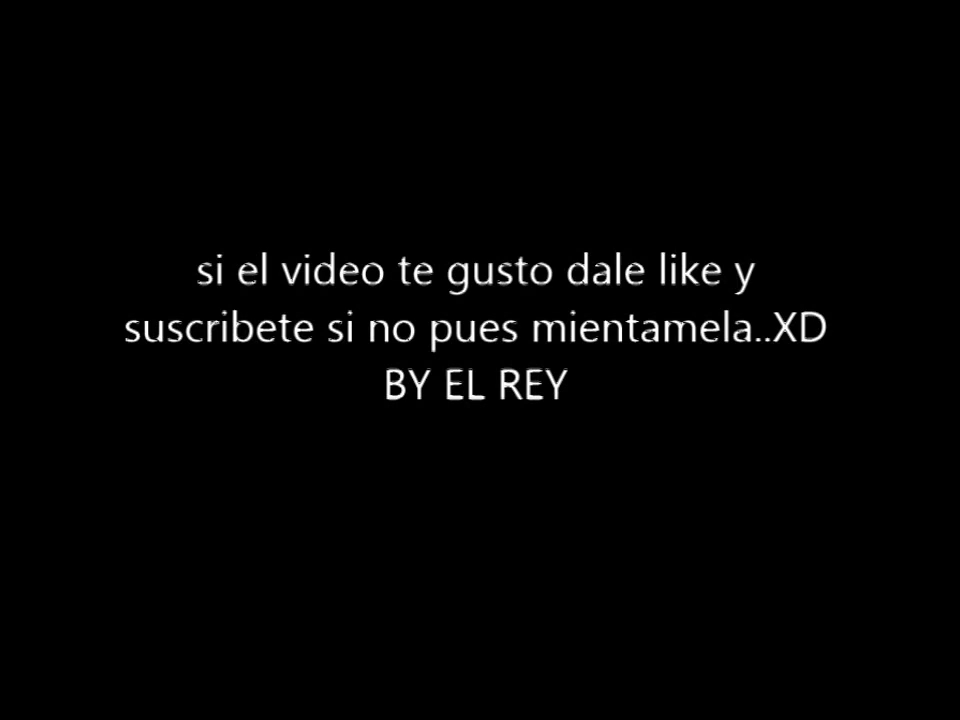 si el video te gusto dale like y
suscribete si no pues mientamela..XD
BY EL REY